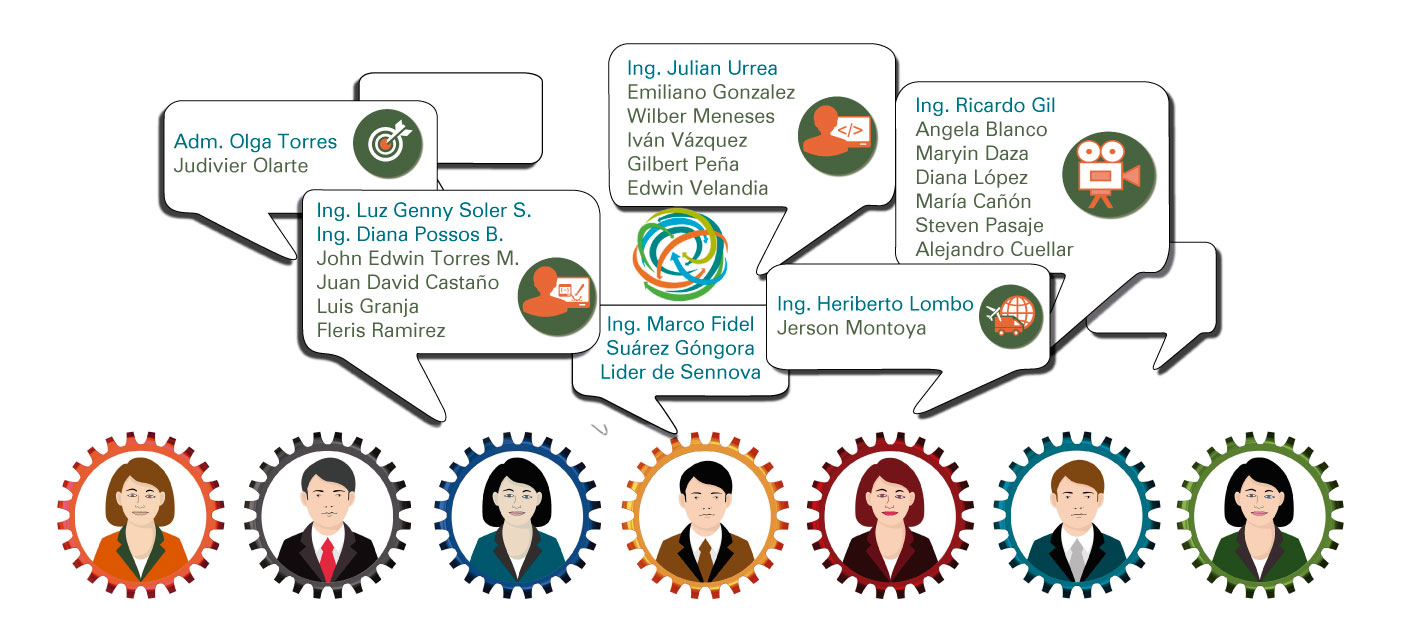 Adm. Olga Torres
Judivier Olarte
Ing. Luz Genny Soler S.
Ing. Diana Possos B.
John Edwin Torres M.
Juan David Castaño
Luis Granja
Fleris Ramirez
Ing. Julian Urrea
Emiliano Gonzalez
Wilber Meneses
Iván Vázquez
Gilbert Peña
Edwin Velandia
</>
Ing. Marco Fidel
Suárez Góngora
Lider de Sennova
Ing. Ricardo Gil
Angela Blanco
Maryin Daza
Diana López
María Cañón
Steven Pasaje
Alejandro Cuellar
Ing. Heriberto Lombo
Jerson Montoya